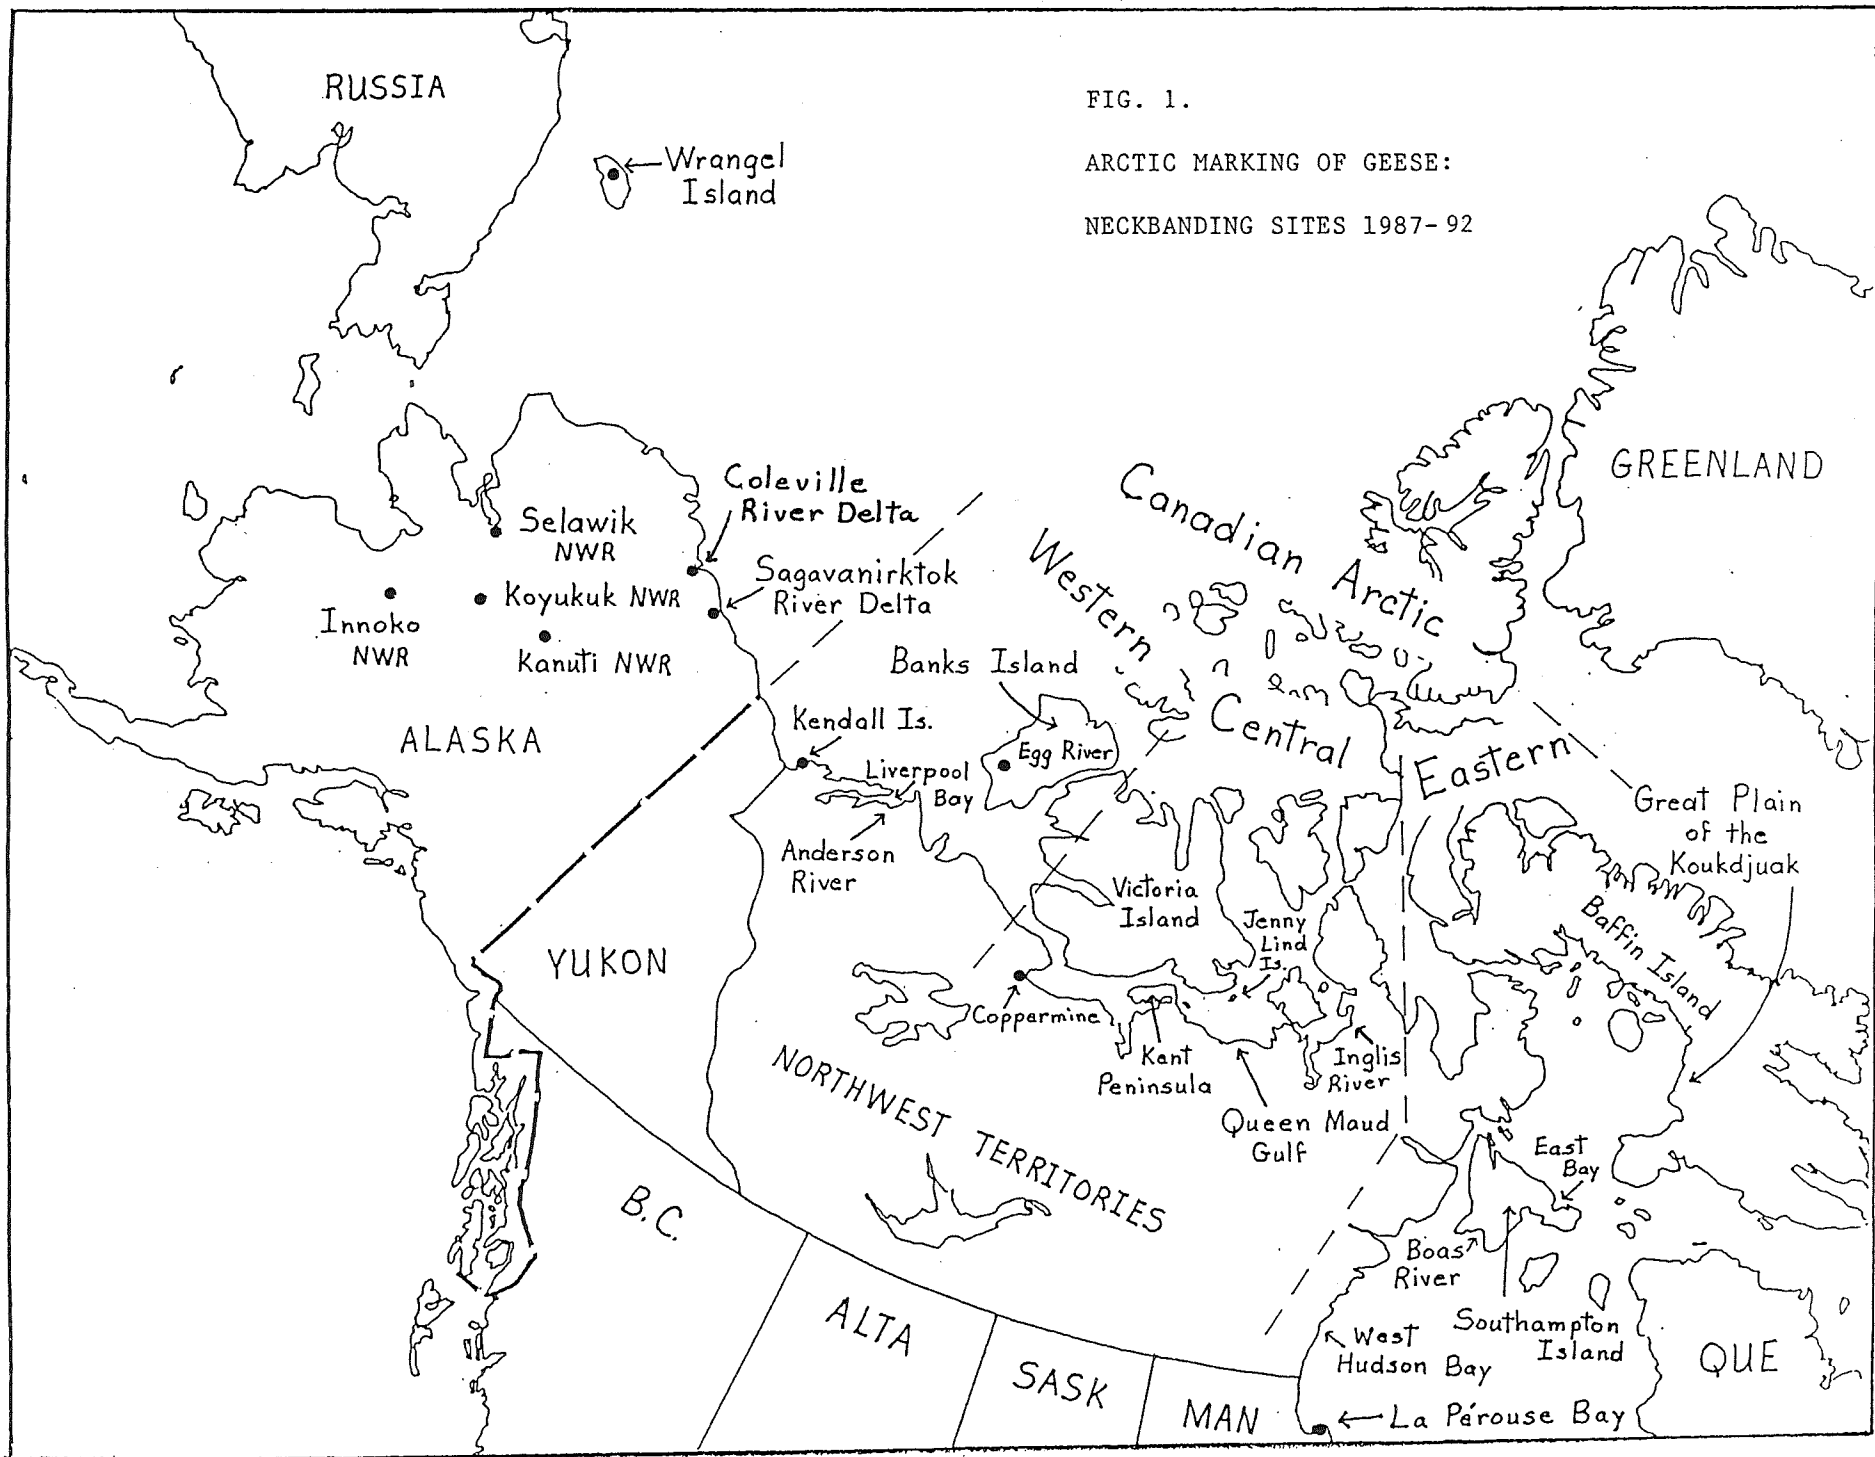 RUSSIA
Wrangel
Island
FIG. 1.
ARCTIC MARKING OF GEESE:
NECKBANDING SITES 1987-92
GREENLAND
Canadian Arctic
Western
Central
Eastern
Coleville
River Delta
Selawik
NWR
Sagavanirktok
River Delta
Koyukuk NWR
Innoko
NWR
Kanuti NWR
ALASKA
Banks Island
Egg River
Kendall Is.
Liverpool
Bay
Anderson
River
Great Plain
of the
Koukdjuak
Baffin Island
Victoria
Island
Jenny
Lind
Is.
YUKON
Coppermine
Kent
Peninsula
Inglis
River
Queen Maud
Gulf
NORTHWEST TERRITORIES
East
Bay
Boas
River
Southampton
Island
West
Hudson Bay
B.C.
ALTA
SASK
MAN
QUE
La Pérouse Bay